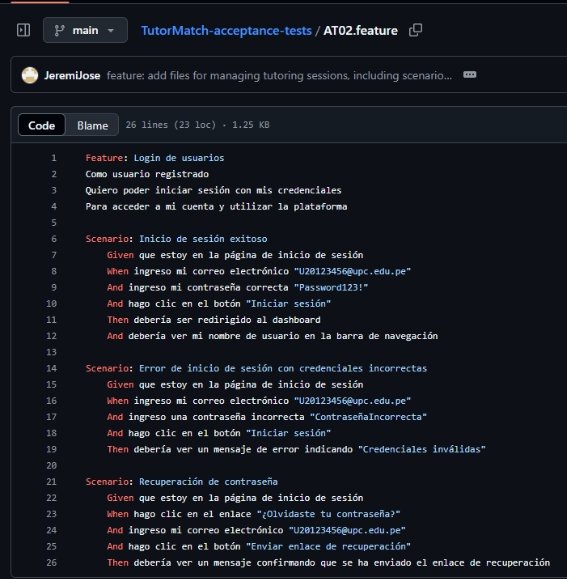 main
TutorMatch-acceptance-tests / AT02.feature
JeremiJose feature: add files for managing tutoring sessions, including scenario...
Code Blame 26 lines (23 loc) · 1.25 KB
1 Feature: Login de usuarios
2 Como usuario registrado
3 Quiero poder iniciar sesión con mis credenciales
4 Para acceder a mi cuenta y utilizar la plataforma
5
6 Scenario: Inicio de sesión exitoso
7 Given que estoy en la página de inicio de sesión
8 When ingreso mi correo electrónico "U20123456@upc.edu.pe"
9 And ingreso mi contraseña correcta "Password123!"
10 And hago clic en el botón "Iniciar sesión"
11 Then debería ser redirigido al dashboard
12 And debería ver mi nombre de usuario en la barra de navegación
13
14 Scenario: Error de inicio de sesión con credenciales incorrectas
15 Given que estoy en la página de inicio de sesión
16 When ingreso mi correo electrónico "U20123456@upc.edu.pe"
17 And ingreso una contraseña incorrecta "ContraseñaIncorrecta"
18 And hago clic en el botón "Iniciar sesión"
19 Then debería ver un mensaje de error indicando "Credenciales inválidas"
20
21 Scenario: Recuperación de contraseña
22 Given que estoy en la página de inicio de sesión
23 When hago clic en el enlace "¿Olvidaste tu contraseña?"
24 And ingreso mi correo electrónico "U20123456@upc.edu.pe"
25 And hago clic en el botón "Enviar enlace de recuperación"
26 Then debería ver un mensaje confirmando que se ha enviado el enlace de recuperación